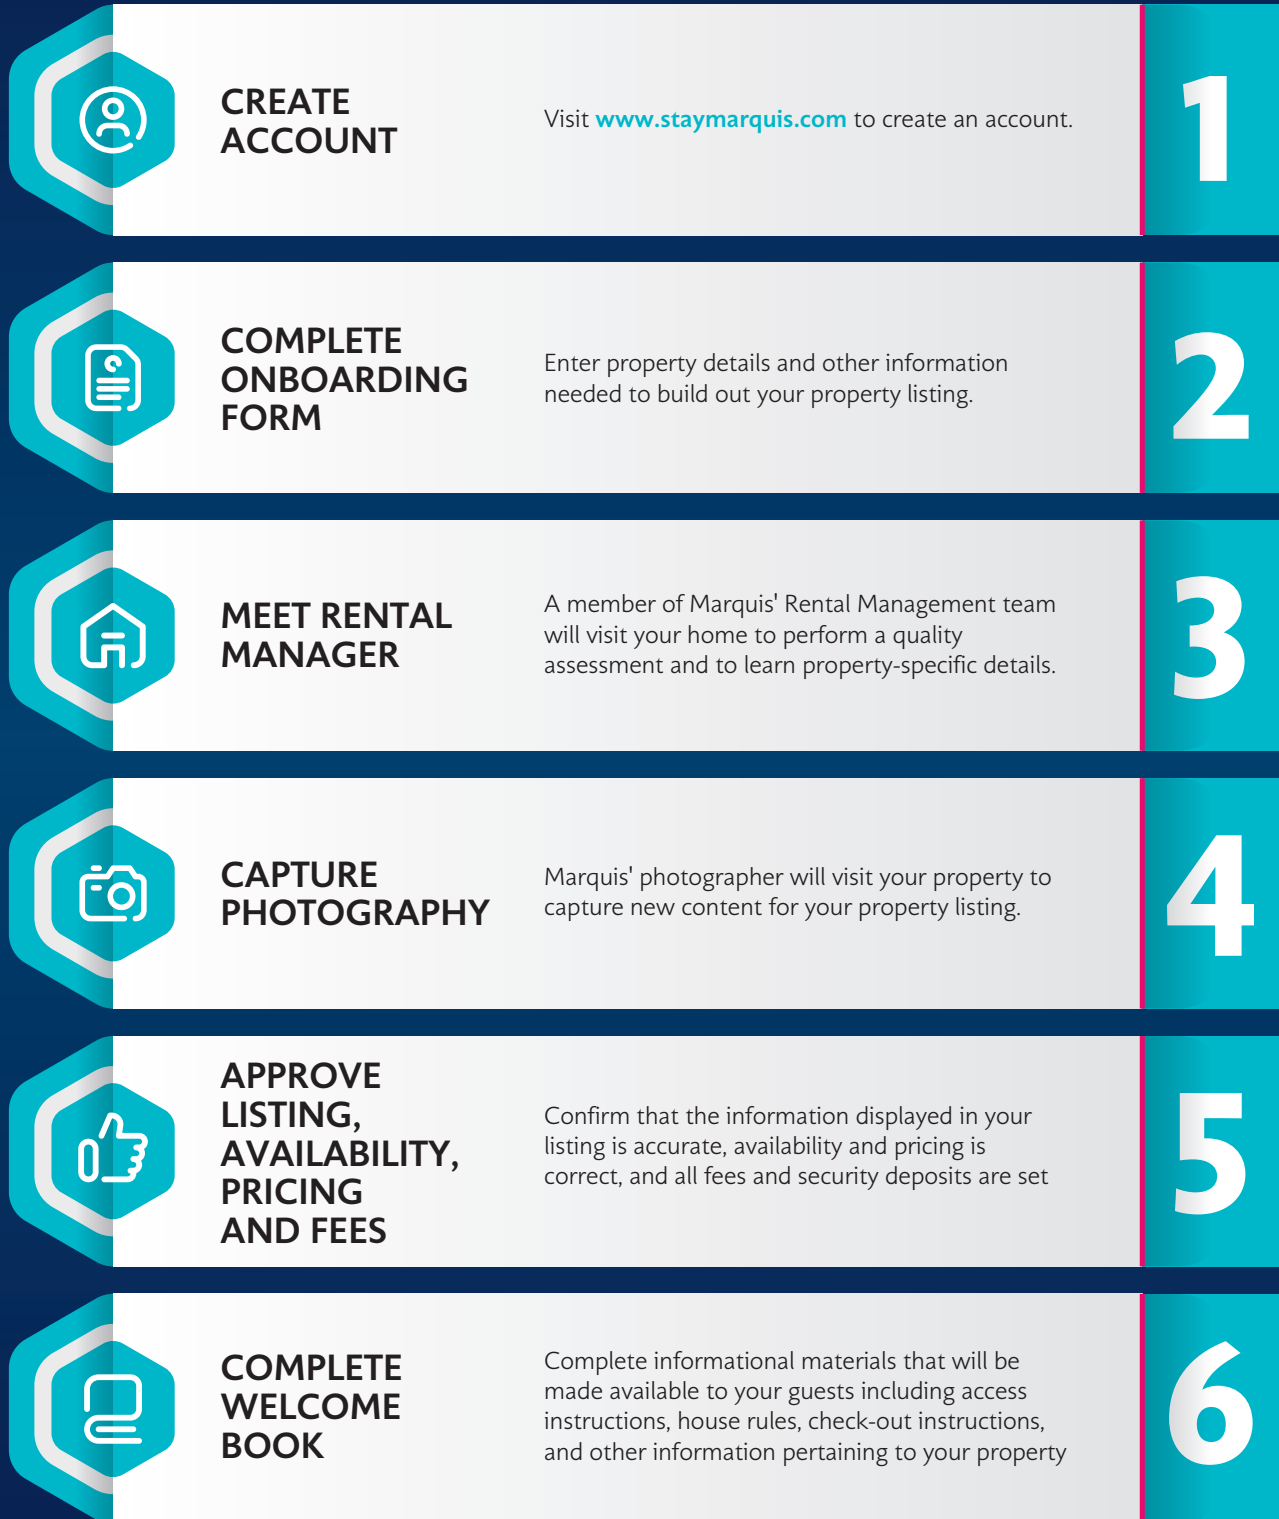 CREATE
ACCOUNT
Visit www.staymarquis.com to create an account.
1
COMPLETE
ONBOARDING
FORM
Enter property details and other information
needed to build out your property listing.
2
MEET RENTAL
MANAGER
A member of Marquis' Rental Management team
will visit your home to perform a quality
assessment and to learn property-specific details.
3
CAPTURE
PHOTOGRAPHY
Marquis' photographer will visit your property to
capture new content for your property listing.
4
APPROVE
LISTING,
AVAILABILITY,
PRICING
AND FEES
Confirm that the information displayed in your
listing is accurate, availability and pricing is
correct, and all fees and security deposits are set
5
COMPLETE
WELCOME
BOOK
Complete informational materials that will be
made available to your guests including access
instructions, house rules, check-out instructions,
and other information pertaining to your property
6